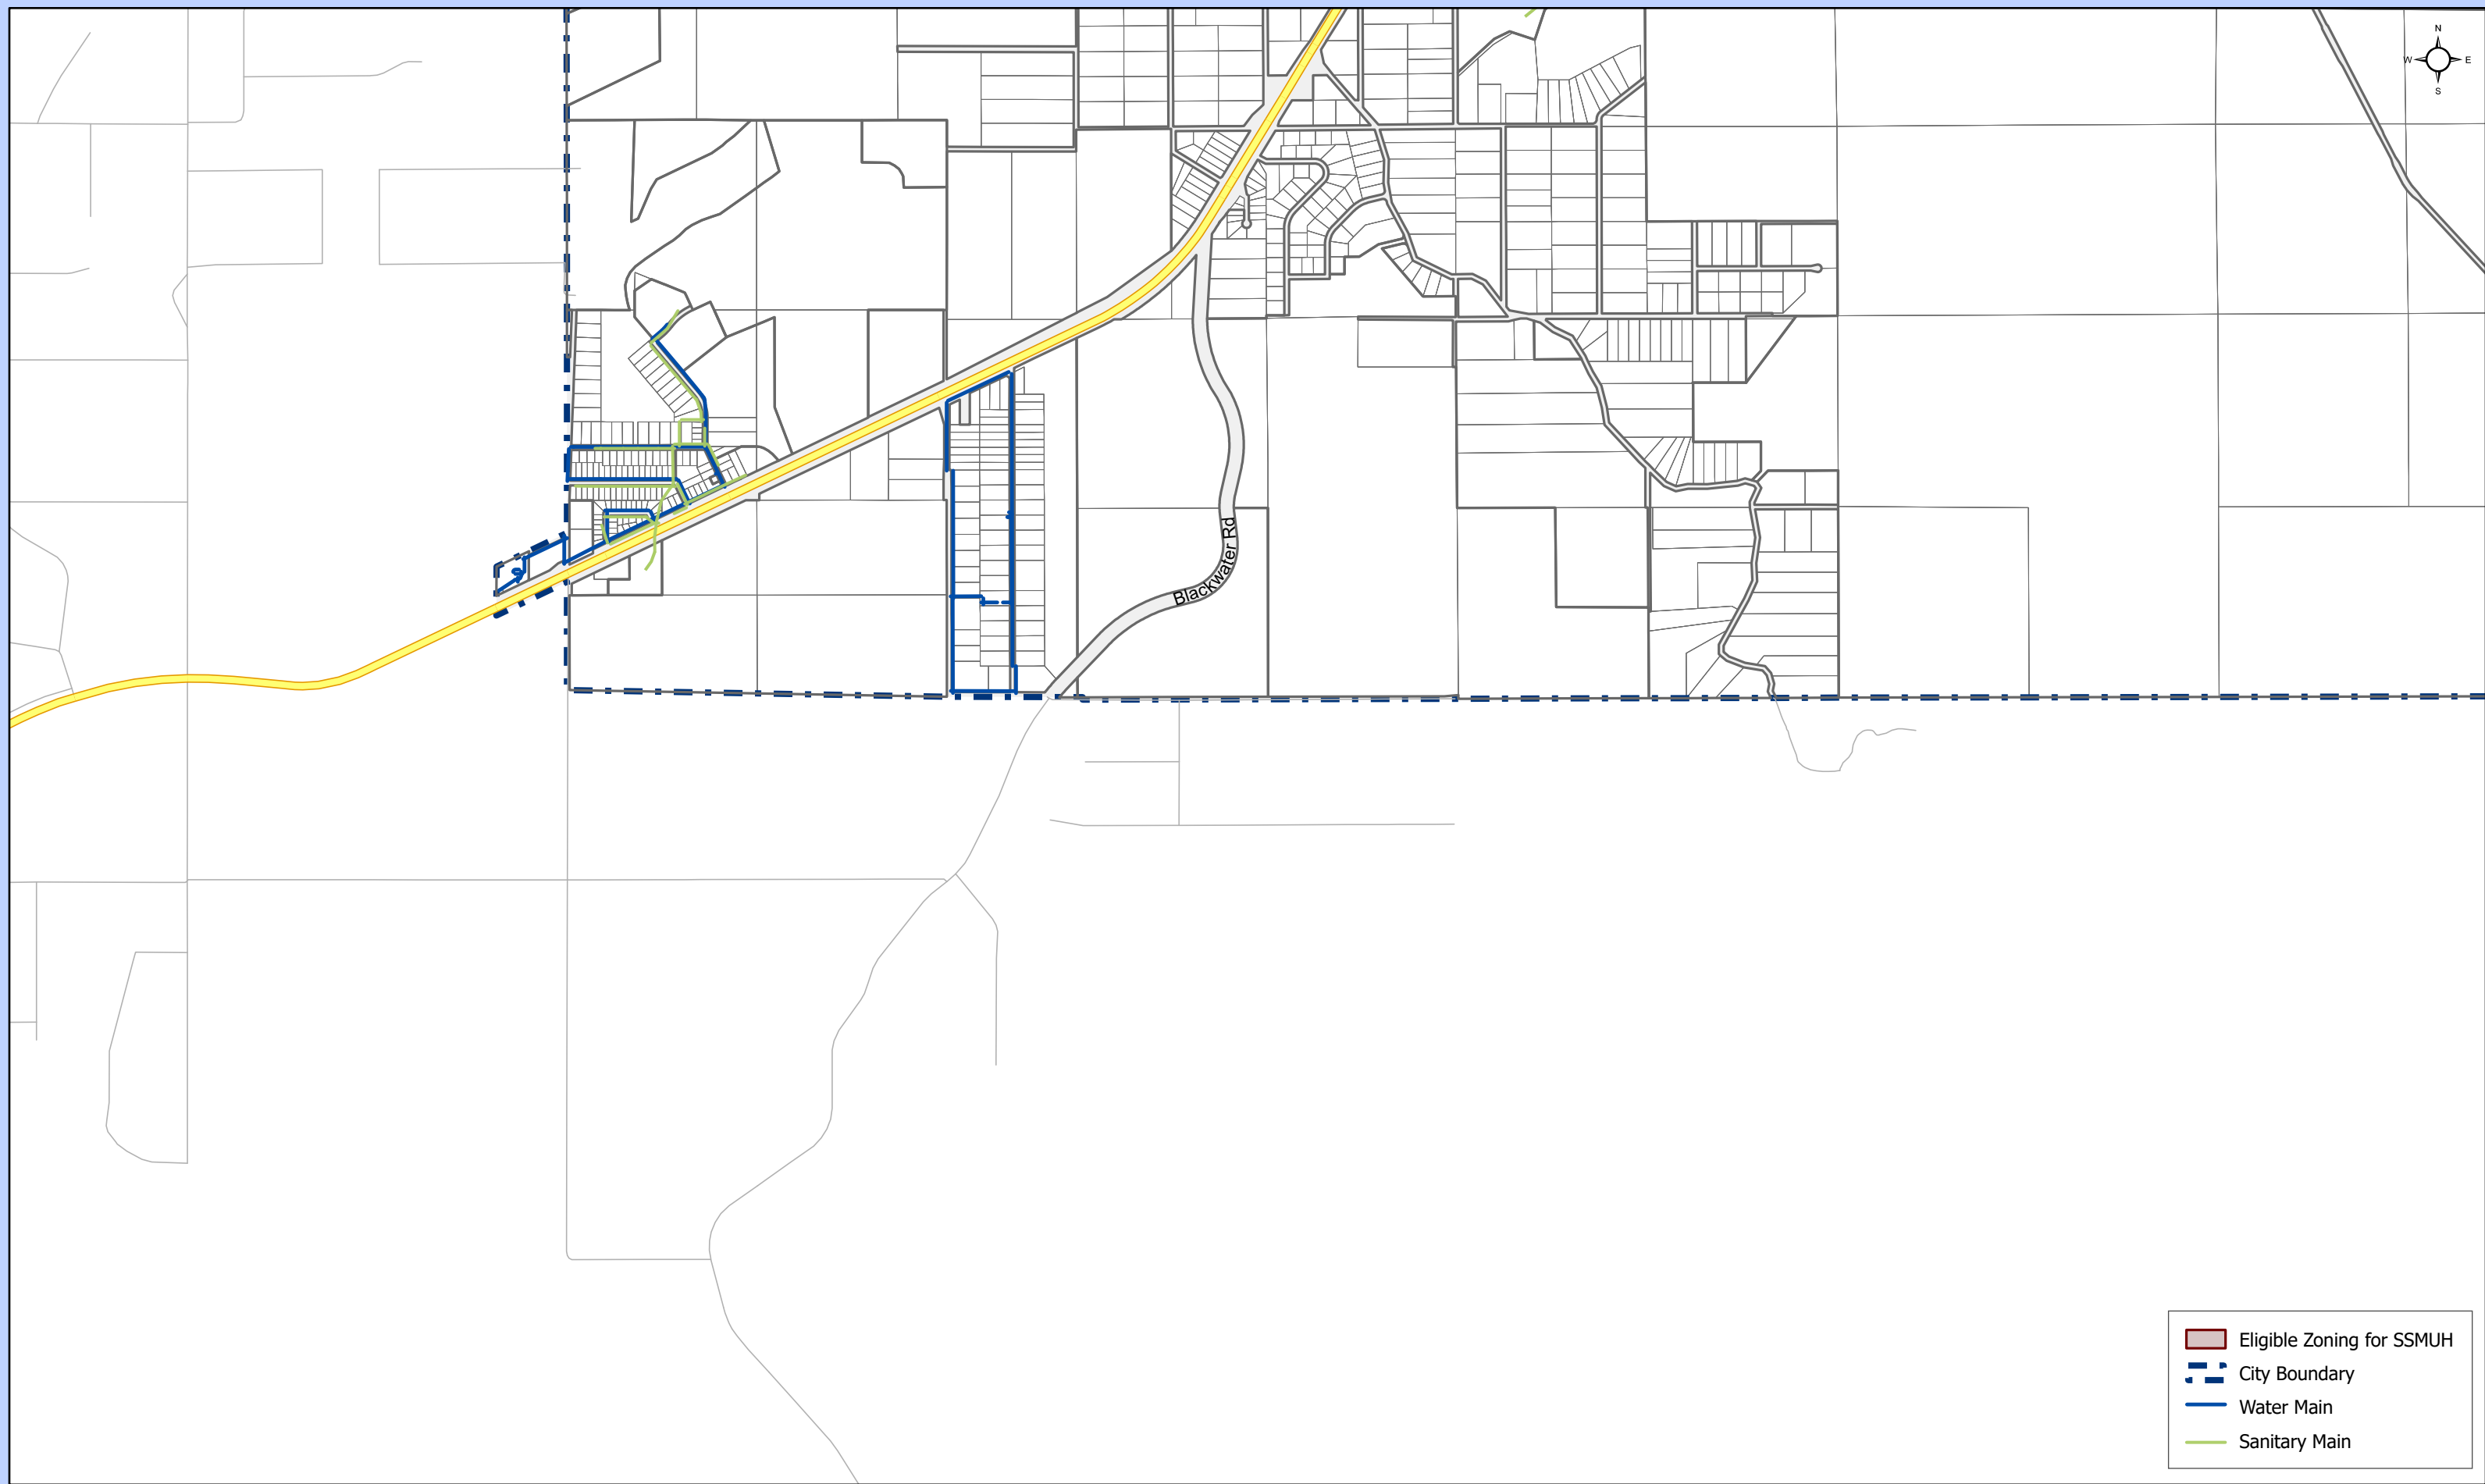 N
W E
S
Blackwater Rd
Eligible Zoning for SSMUH
City Boundary
Water Main
Sanitary Main